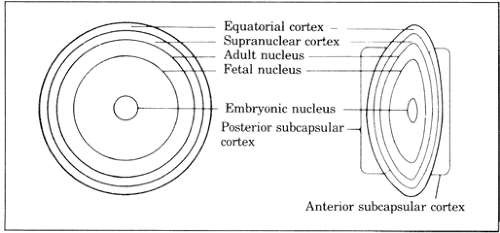 Equatorial cortex
Supranuclear cortex
Adult nucleus
Fetal nucleus
Embryonic nucleus
Posterior subcapsular
cortex
Anterior subcapsular cortex